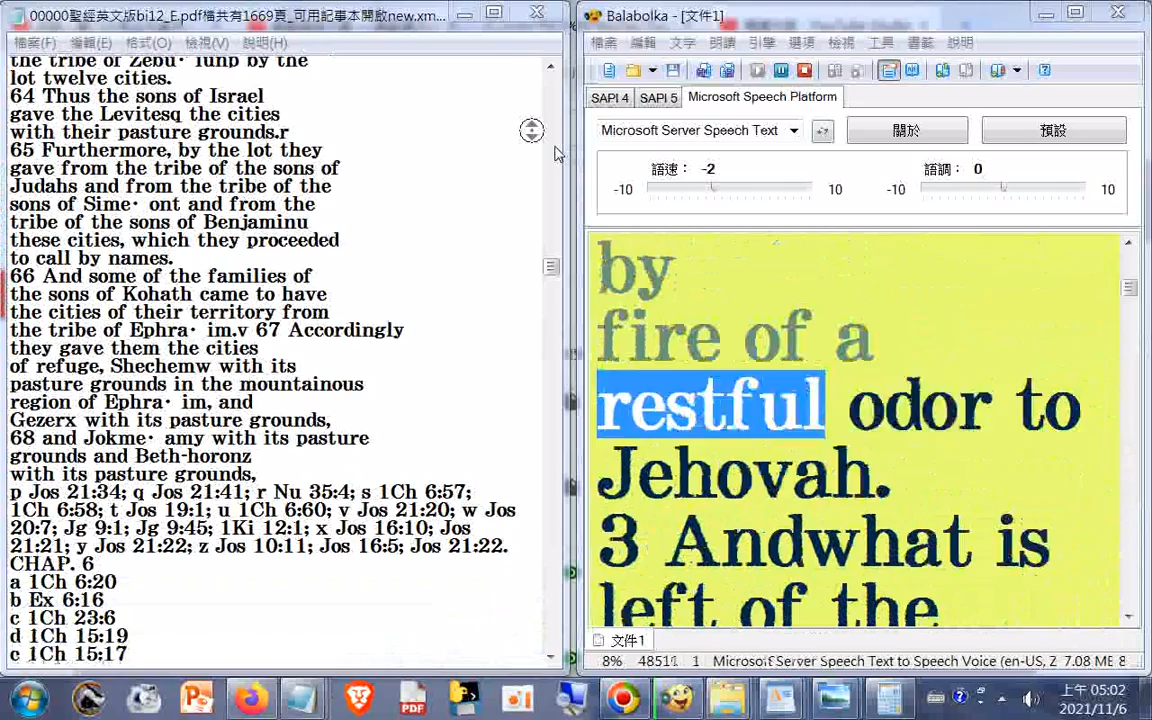 00000聖經英文版bi12_E.pdf檔共有1669頁_可用記事本開啟new.xm...
檔案(F) 編輯(E) 格式(O) 檢視(V) 說明(H)
the tribe of Zebu· lunp by the
lot twelve cities.
64 Thus the sons of Israel
gave the Levitesq the cities
with their pasture grounds.r
65 Furthermore, by the lot they
gave from the tribe of the sons of
Judahs and from the tribe of the
sons of Sime· ont and from the
tribe of the sons of Benjaminu
these cities, which they proceeded
to call by names.
66 And some of the families of
the sons of Kohath came to have
the cities of their territory from
the tribe of Ephra· im.v 67 Accordingly
they gave them the cities
of refuge, Shechemw with its
pasture grounds in the mountainous
region of Ephra· im, and
Gezerx with its pasture grounds,
68 and Jokme· amy with its pasture
grounds and Beth-horonz
with its pasture grounds,
p Jos 21:34; q Jos 21:41; r Nu 35:4; s 1Ch 6:57;
1Ch 6:58; t Jos 19:1; u 1Ch 6:60; v Jos 21:20; w Jos
20:7; Jg 9:1; Jg 9:45; 1Ki 12:1; x Jos 16:10; Jos
21:21; y Jos 21:22; z Jos 10:11; Jos 16:5; Jos 21:22.
CHAP. 6
a 1Ch 6:20
b Ex 6:16
c 1Ch 23:6
d 1Ch 15:19
c 1Ch 15:17
Balabolka - [文件1]
檔案 編輯 文字 朗讀 引擎 選項 檢視 工具 書籤 說明
SAPI 4 SAPI 5 Microsoft Speech Platform
Microsoft Server Speech Text 關於 預設
語速： -2 語調： 0
-10 10 -10 10
by
fire of a
restful odor to
Jehovah.
3 Andwhat is
left of the
文件1
8% 48511 1 Microsoft Server Speech Text to Speech Voice (en-US, Z 7.08 MB 8
PDF
上午 05:02
2021/11/6